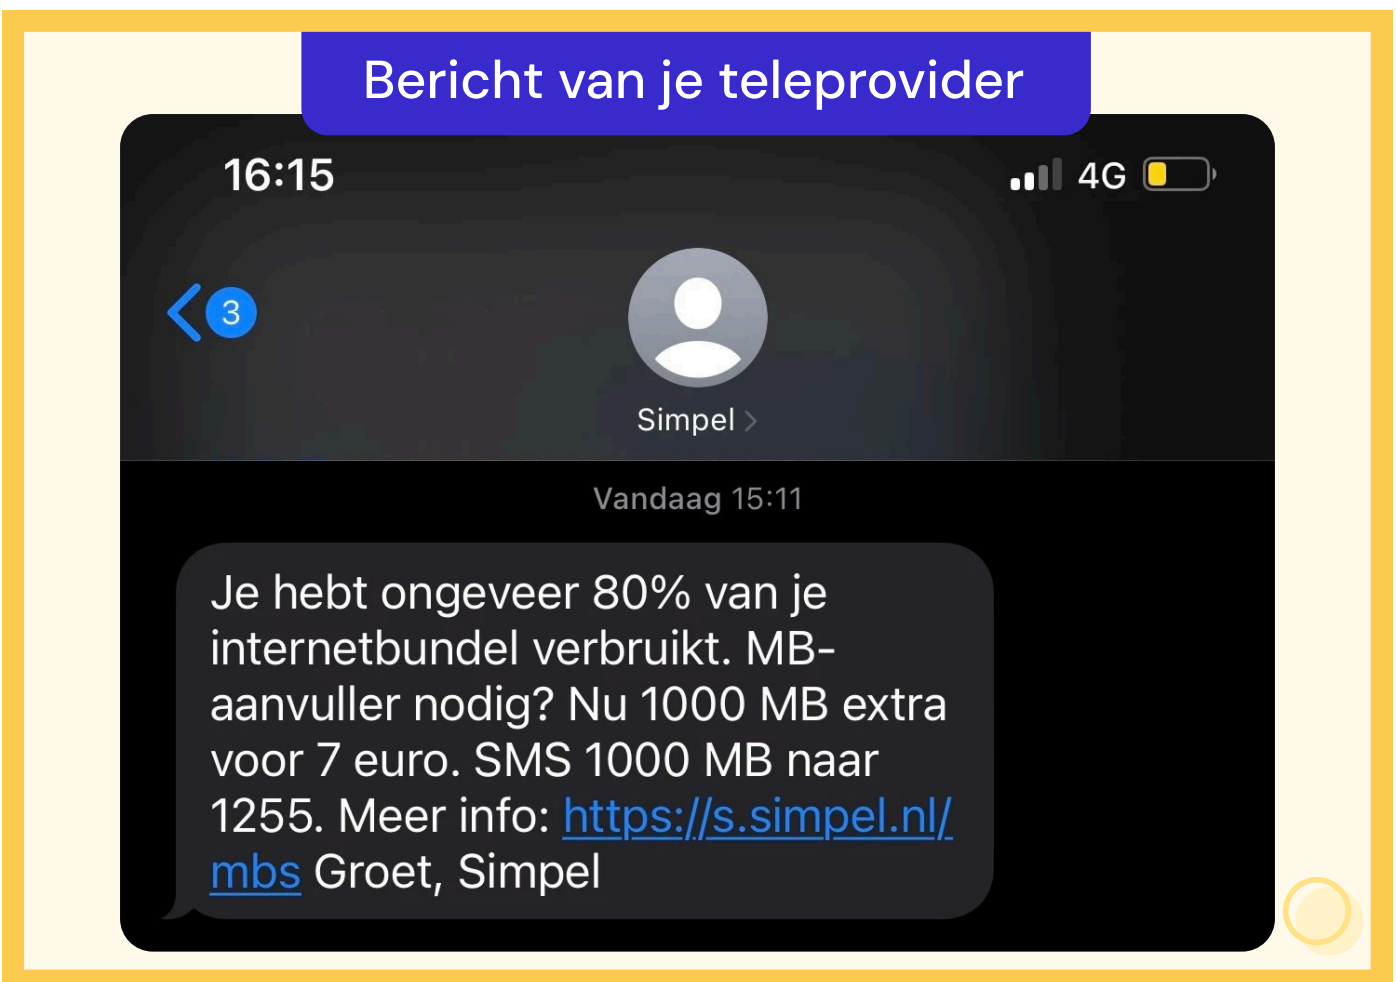 Bericht van je teleprovider
16:15
4G
3
Simpel
Vandaag 15:11
Je hebt ongeveer 80% van je
internetbundel verbruikt. MB-
aanvuller nodig? Nu 1000 MB extra
voor 7 euro. SMS 1000 MB naar
1255. Meer info: https://s.simpel.nl/
mbs Groet, Simpel